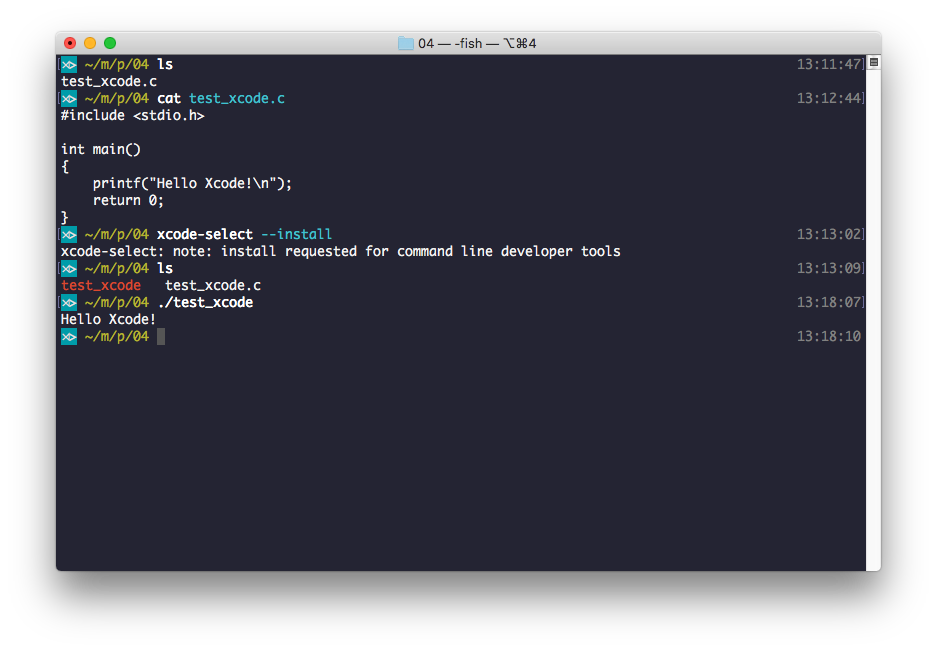 04 — -fish — ⌥⌘4
~/m/p/04 ls 13:11:47
test_xcode.c
~/m/p/04 cat test_xcode.c 13:12:44
#include <stdio.h>
int main()
{
    printf("Hello Xcode!\n");
    return 0;
}
~/m/p/04 xcode-select --install 13:13:02
xcode-select: note: install requested for command line developer tools
~/m/p/04 ls 13:13:09
test_xcode   test_xcode.c
~/m/p/04 ./test_xcode 13:18:07
Hello Xcode!
~/m/p/04 13:18:10